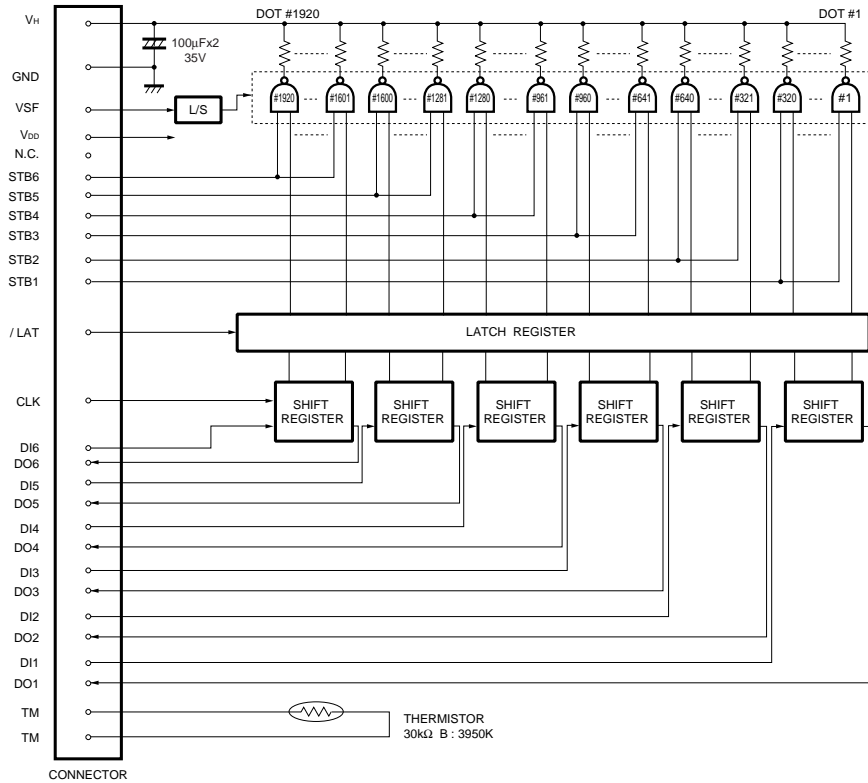 VH
DOT #1920
DOT #1
100µFx2
35V
GND
VSF
L/S
#1920
#1601
#1600
#1281
#1280
#961
#960
#641
#640
#321
#320
#1
VDD
N.C.
STB6
STB5
STB4
STB3
STB2
STB1
/ LAT
LATCH REGISTER
CLK
SHIFT
REGISTER
SHIFT
REGISTER
SHIFT
REGISTER
SHIFT
REGISTER
SHIFT
REGISTER
SHIFT
REGISTER
DI6
DO6
DI5
DO5
DI4
DO4
DI3
DO3
DI2
DO2
DI1
DO1
TM
TM
THERMISTOR
30kΩ B : 3950K
CONNECTOR